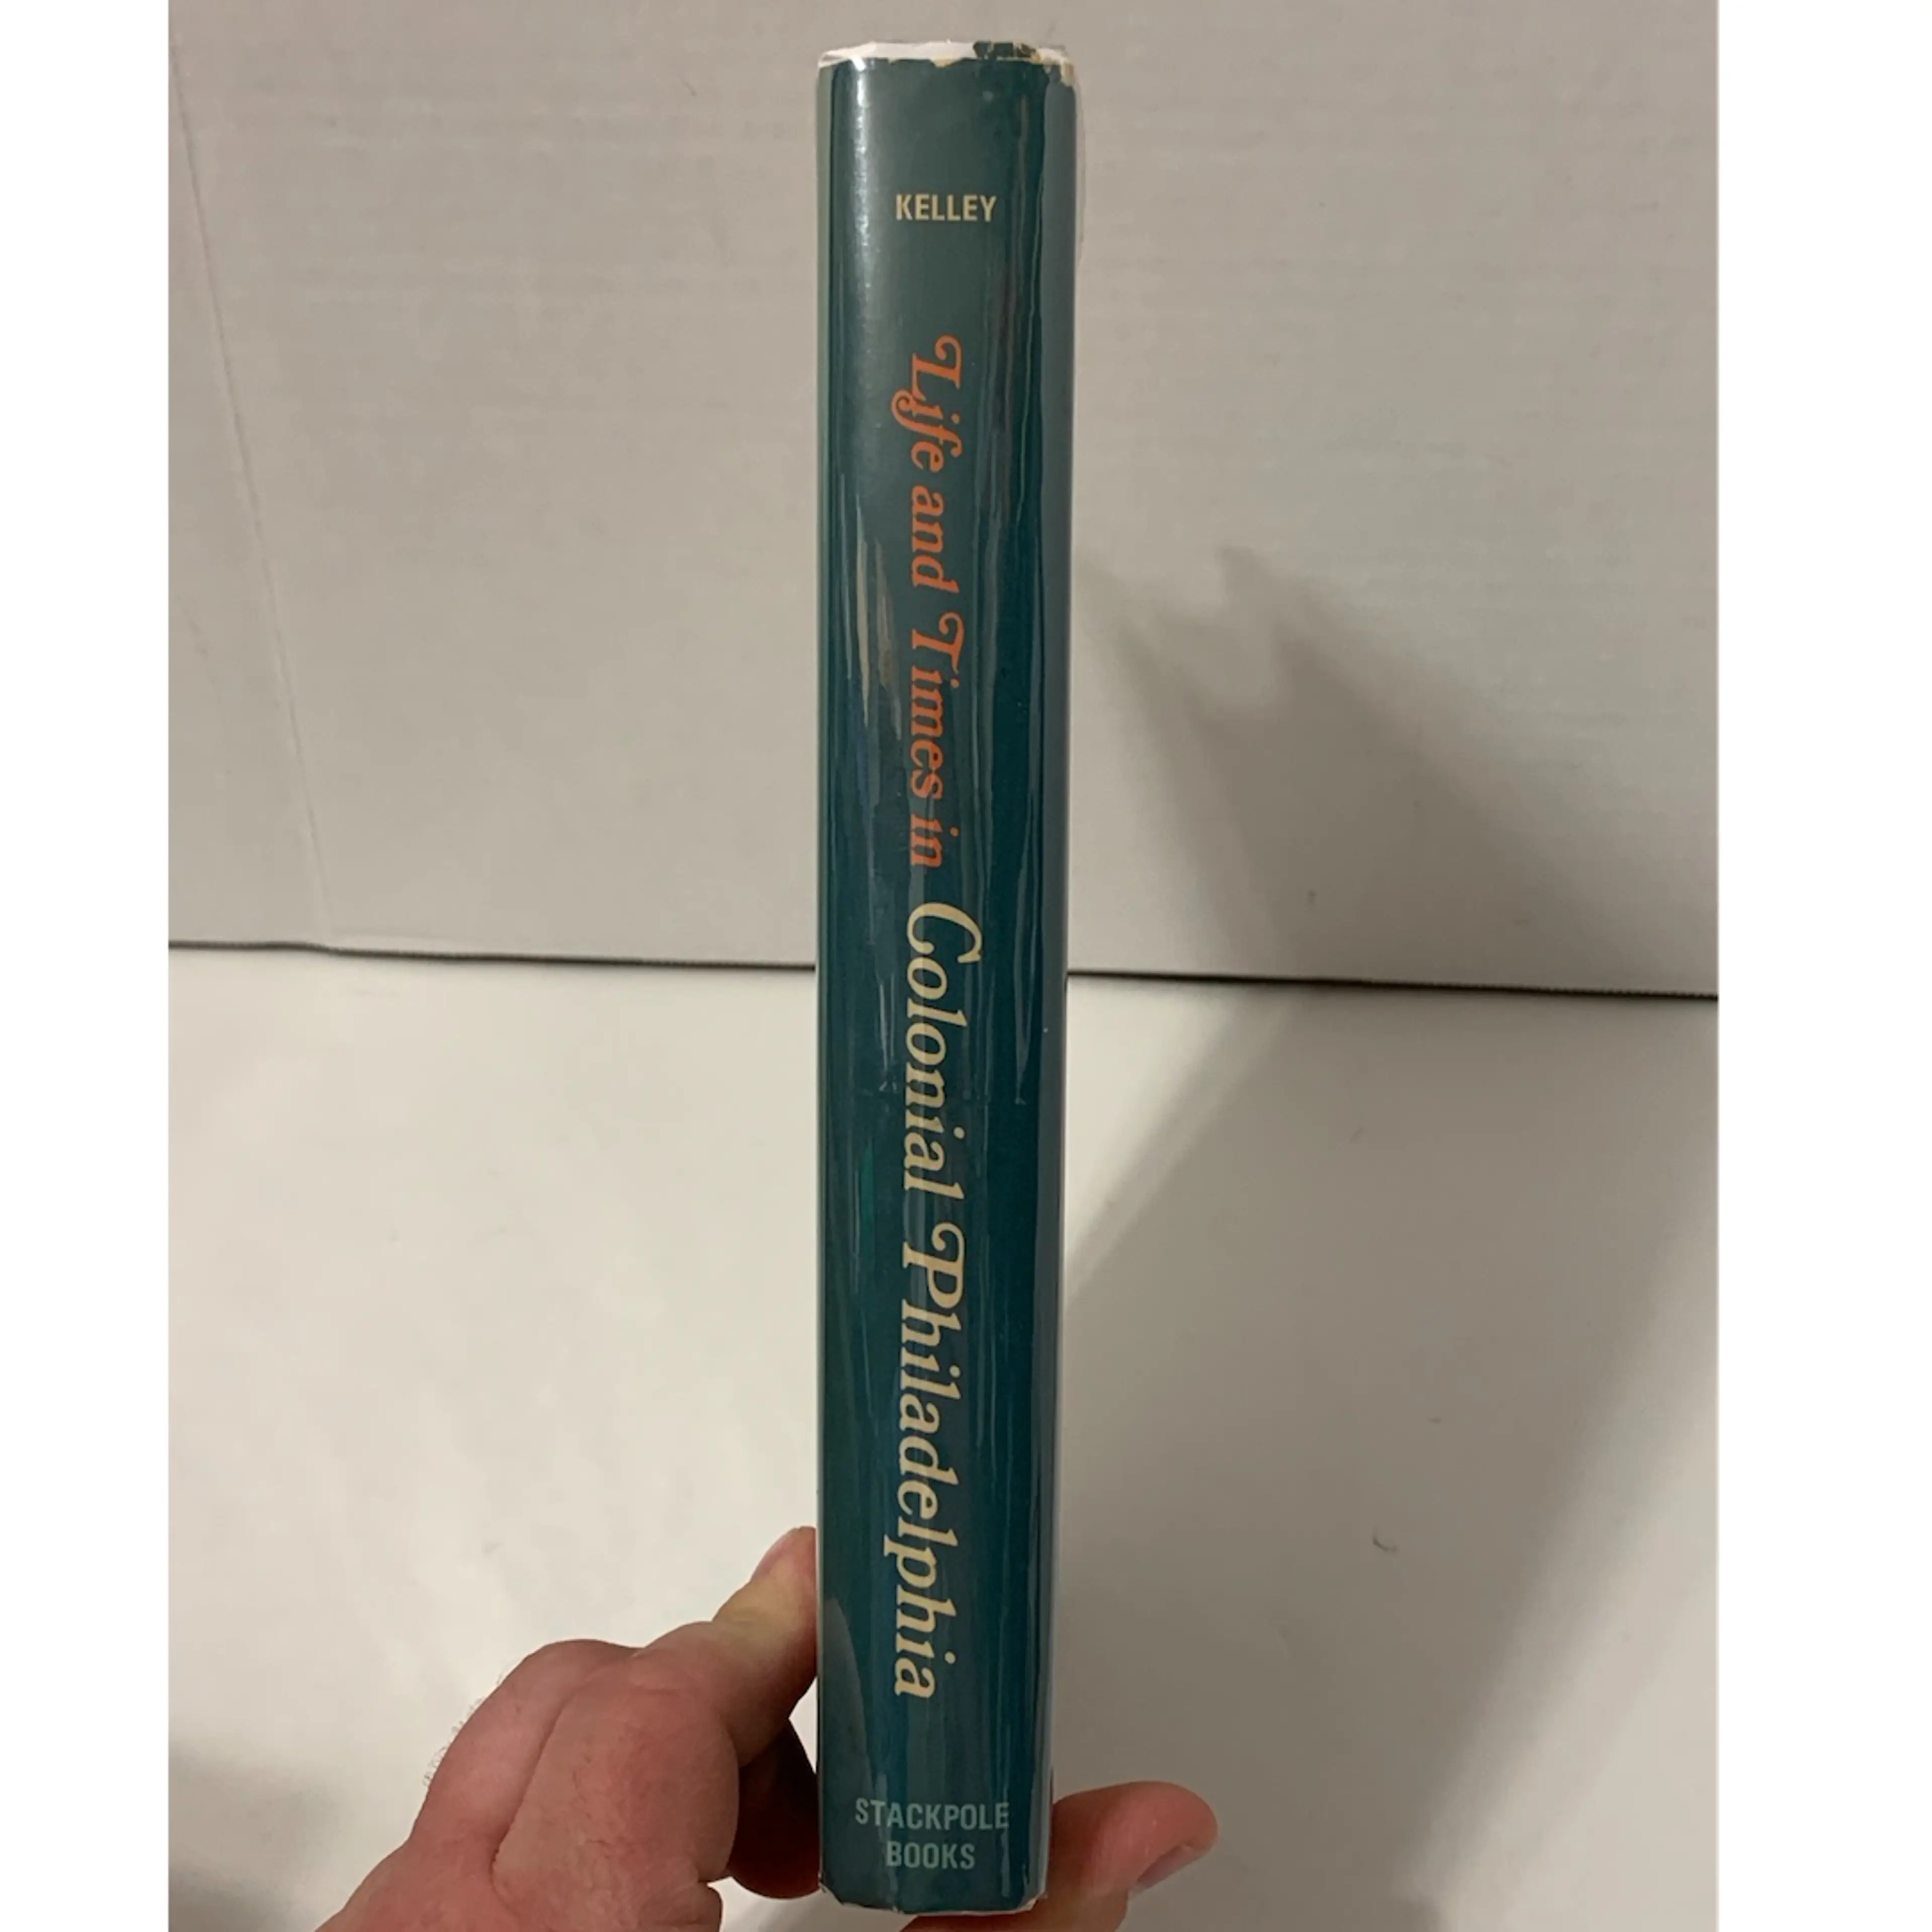 KELLEY
Life and Times in Colonial Philadelphia
STACKPOLE
BOOKS